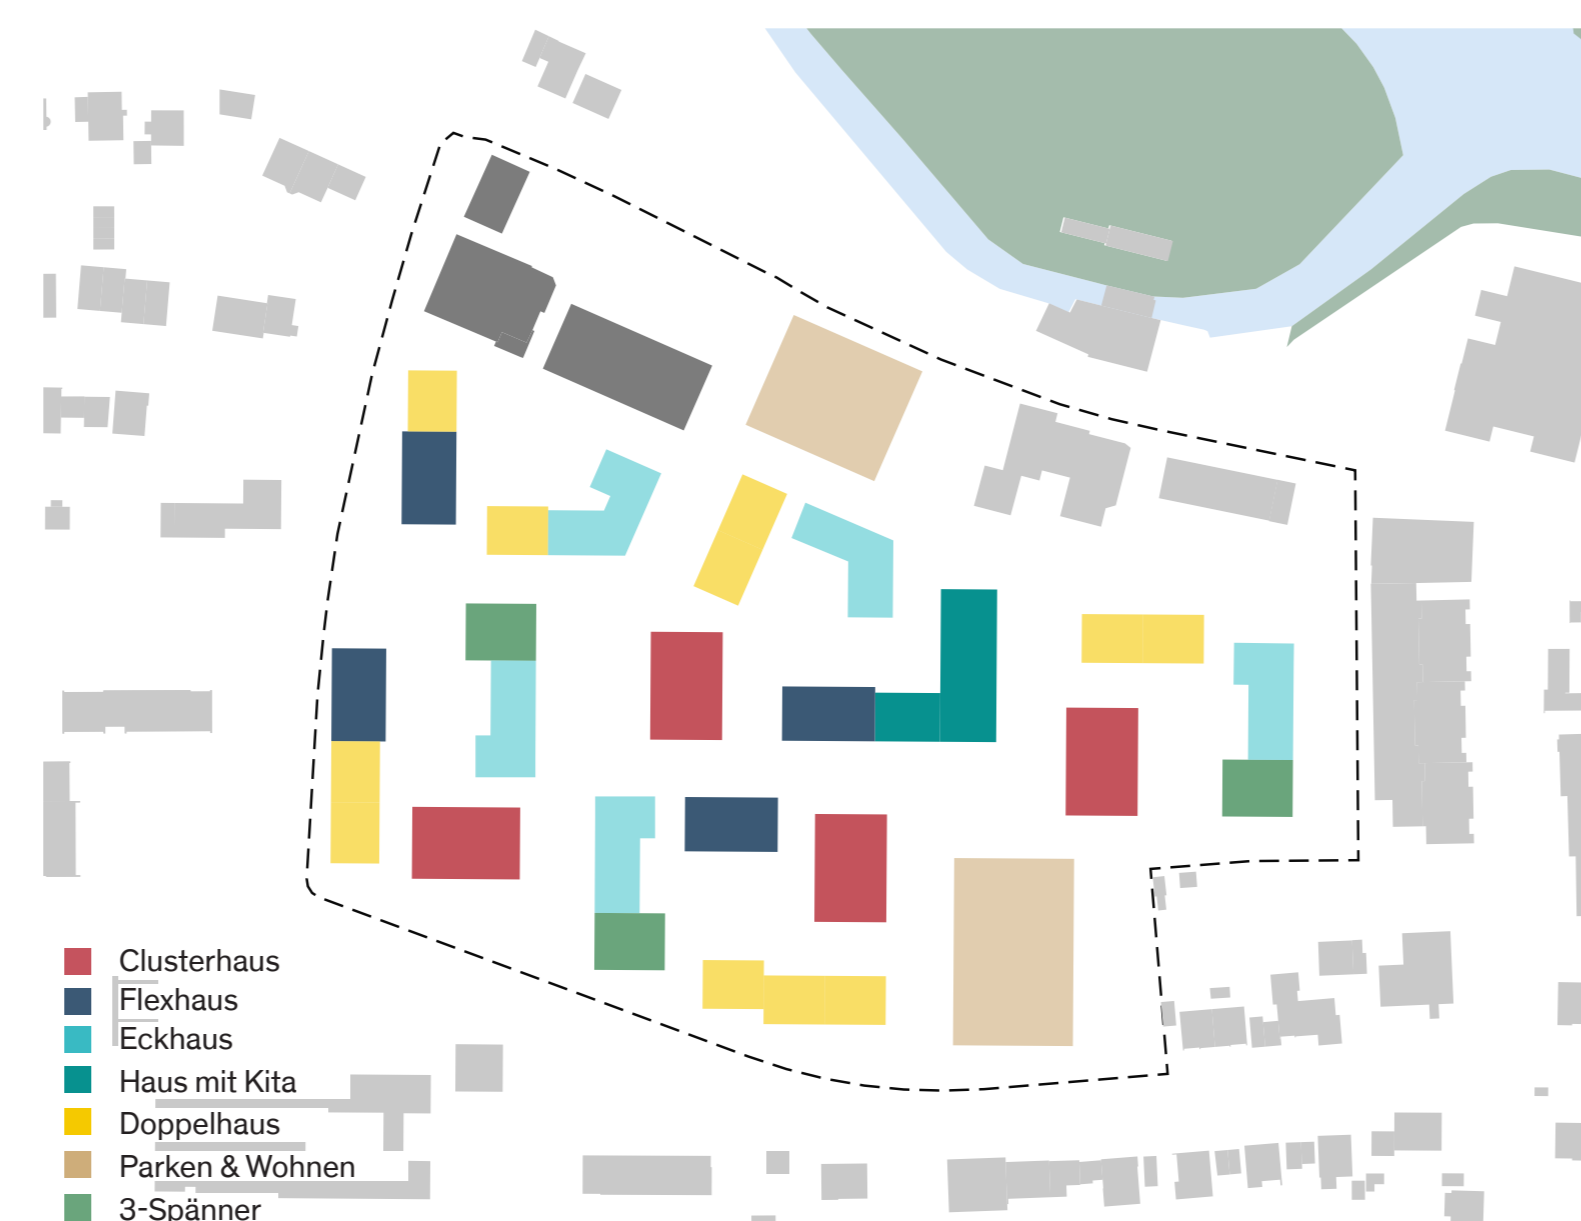 Clusterhaus
Flexhaus
Eckhaus
Haus mit Kita
Doppelhaus
Parken & Wohnen
3-Spänner